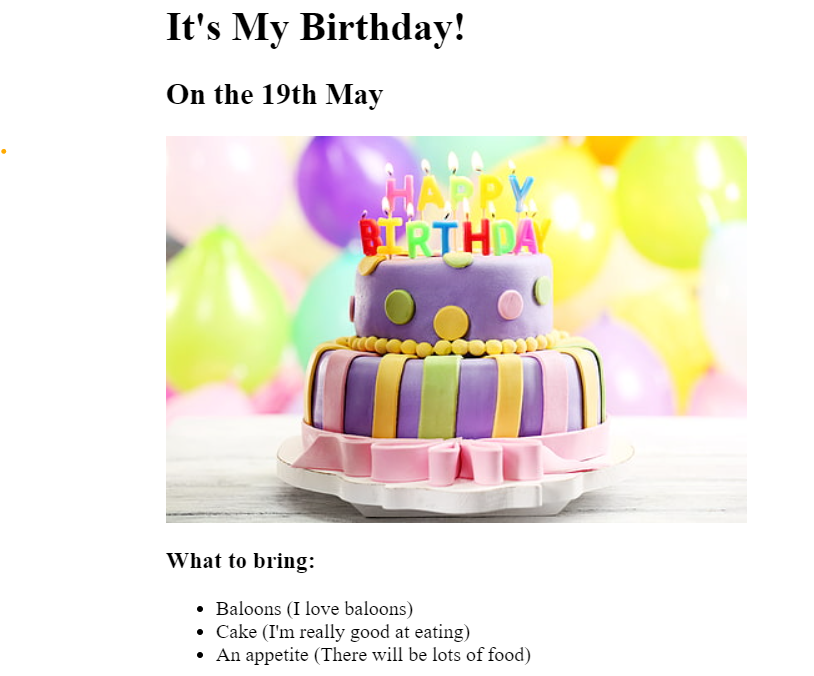 It's My Birthday!
On the 19th May
HAPPY
BIRTHDAY
What to bring:
Baloons (I love baloons)
Cake (I'm really good at eating)
An appetite (There will be lots of food)